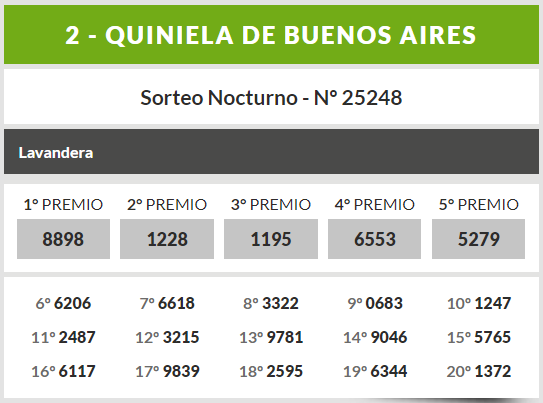 2 - QUINIELA DE BUENOS AIRES
Sorteo Nocturno - Nº 25248
Lavandera
1º PREMIO 2º PREMIO 3º PREMIO 4º PREMIO 5º PREMIO
8898 1228 1195 6553 5279
6º 6206 7º 6618 8º 3322 9º 0683 10º 1247
11º 2487 12º 3215 13º 9781 14º 9046 15º 5765
16º 6117 17º 9839 18º 2595 19º 6344 20º 1372